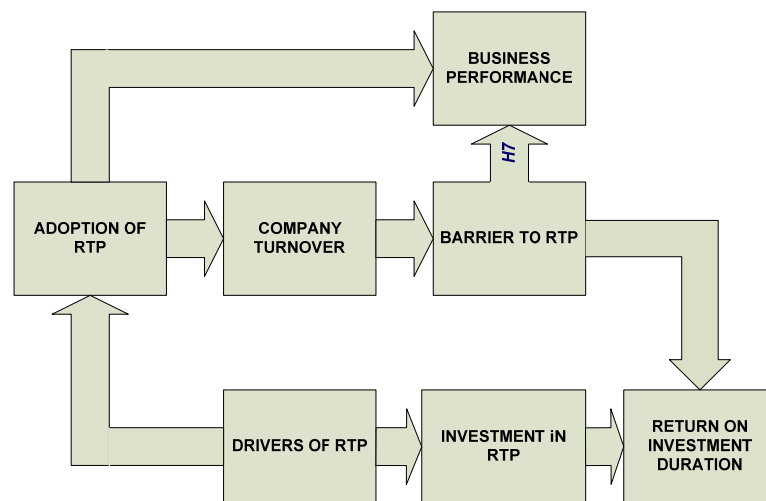 BUSINESS
PERFORMANCE
H7
ADOPTION OF
RTP
COMPANY
TURNOVER
BARRIER TO RTP
DRIVERS OF RTP
INVESTMENT iN
RTP
RETURN ON
INVESTMENT
DURATION